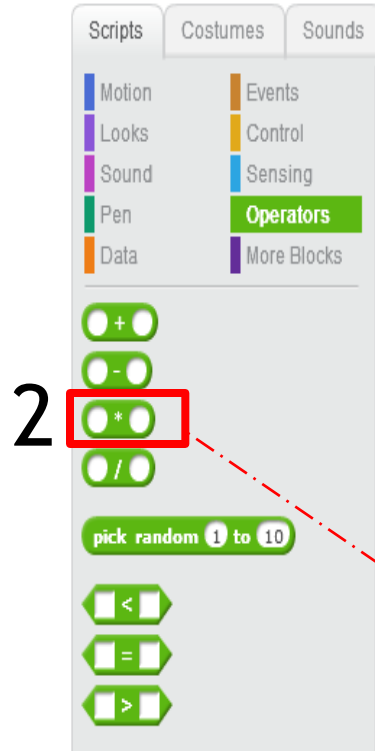 Scripts Costumes Sounds
Motion Events
Looks Control
Sound Sensing
Pen Operators
Data More Blocks
+
-
2 *
/
pick random 1 to 10
<
=
>